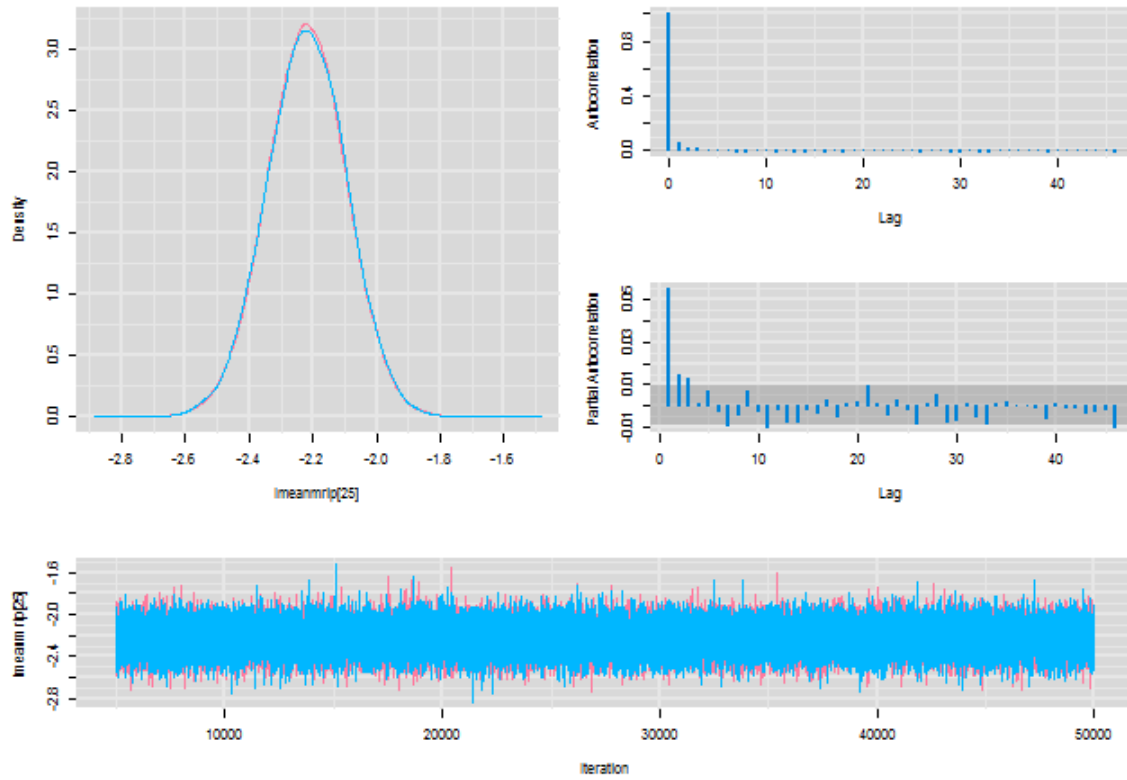 Density
3.0
2.5
2.0
1.5
1.0
0.5
0.0
-2.8 -2.6 -2.4 -2.2 -2.0 -1.8 -1.6
lmeanmrip[25]
Autocorrelation
0.8
0.4
0.0
0 10 20 30 40
Lag
Partial Autocorrelation
0.05
0.03
0.01
-0.01
0 10 20 30 40
Lag
lmeanmrip[25]
-1.6
-2.0
-2.4
-2.8
10000 20000 30000 40000 50000
Iteration